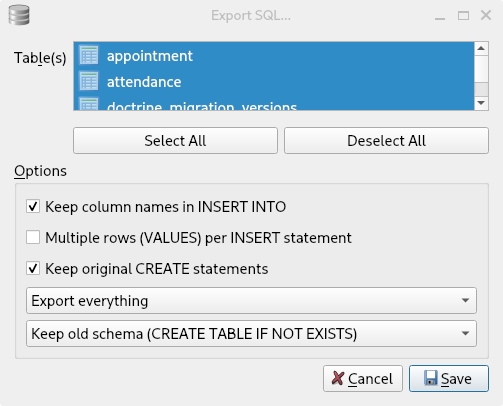 Export SQL...
Table(s)
appointment
attendance
doctrine_migration_versions
Select All
Deselect All
Options
Keep column names in INSERT INTO
Multiple rows (VALUES) per INSERT statement
Keep original CREATE statements
Export everything
Keep old schema (CREATE TABLE IF NOT EXISTS)
Cancel
Save